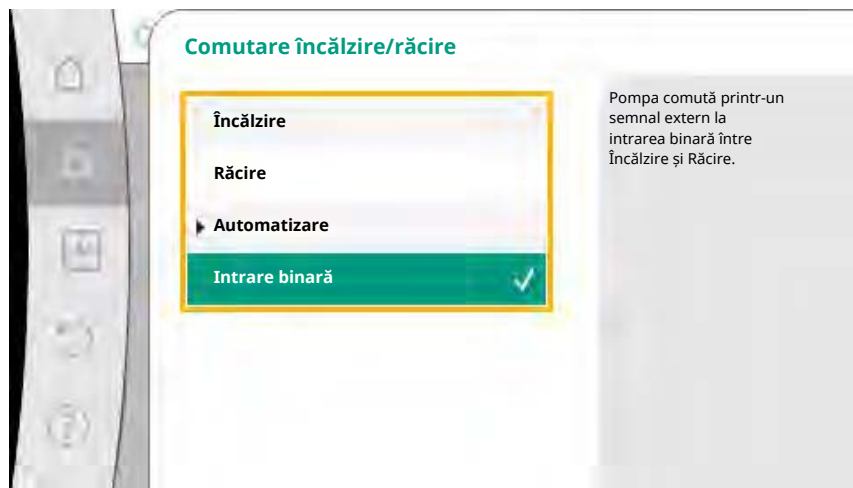 Comutare încălzire/răcire
Încălzire
Răcire
Automatizare
Intrare binară
Pompa comută printr-un
semnal extern la
intrarea binară între
Încălzire și Răcire.